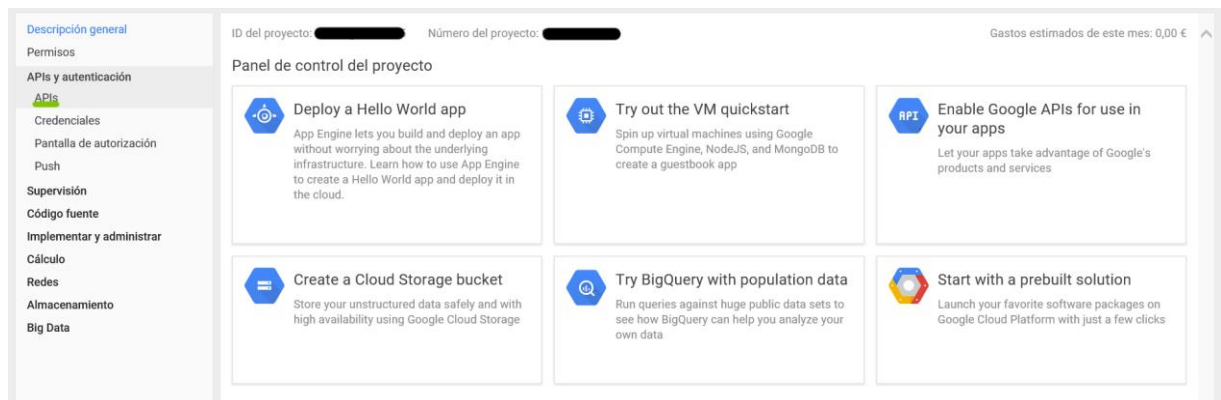 Descripción general
Permisos
APIs y autenticación
APIs
Credenciales
Pantalla de autorización
Push
Supervisión
Código fuente
Implementar y administrar
Cálculo
Redes
Almacenamiento
Big Data
ID del proyecto:
Número del proyecto:
Gastos estimados de este mes: 0,00 €
Panel de control del proyecto
Deploy a Hello World app
App Engine lets you build and deploy an app
without worrying about the underlying
infrastructure. Learn how to use App Engine
to create a Hello World app and deploy it in
the cloud.
Try out the VM quickstart
Spin up virtual machines using Google
Compute Engine, NodeJS, and MongoDB to
create a guestbook app
API
Enable Google APIs for use in
your apps
Let your apps take advantage of Google's
products and services
Create a Cloud Storage bucket
Store your unstructured data safely and with
high availability using Google Cloud Storage
Try BigQuery with population data
Run queries against huge public data sets to
see how BigQuery can help you analyze your
own data
Start with a prebuilt solution
Launch your favorite software packages on
Google Cloud Platform with just a few clicks